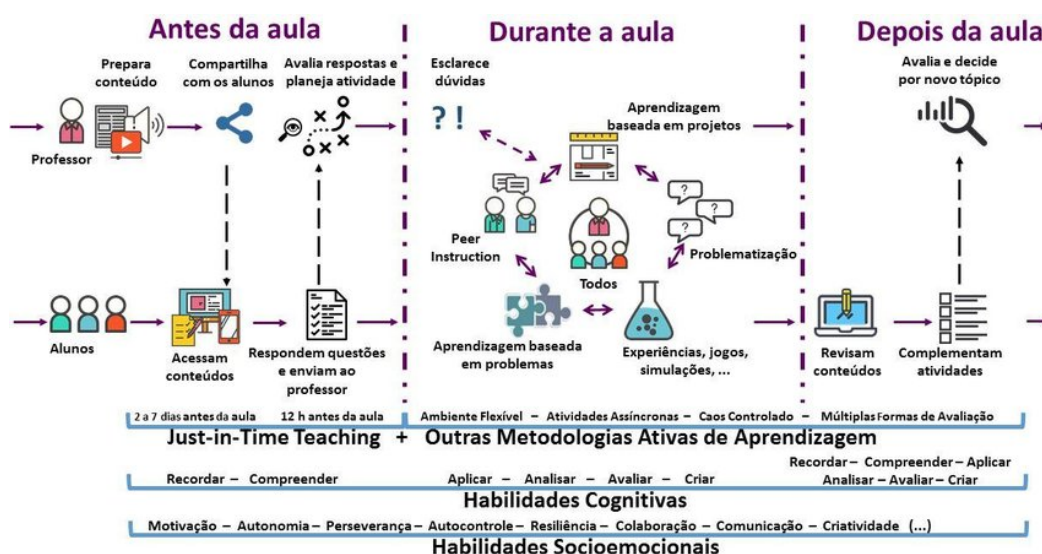 Antes da aula
Prepara
conteúdo
Compartilha
com os alunos
Avalia respostas e
planeja atividade
Professor
Alunos
Acessam
conteúdos
Respondem questões
e enviam ao
professor
Durante a aula
Esclarece
dúvidas
? !
Aprendizagem
baseada em projetos
Peer
Instruction
?
?
?
Problematização
Todos
Aprendizagem baseada
em problemas
Experiências, jogos,
simulações, ...
Depois da aula
Avalia e decide
por novo tópico
Revisam
conteúdos
Complementam
atividades
2 a 7 dias antes da aula
12 h antes da aula
Ambiente Flexível – Atividades Assíncronas – Caos Controlado – Múltiplas Formas de Avaliação
Just-in-Time Teaching + Outras Metodologias Ativas de Aprendizagem
Recordar – Compreender
Aplicar – Analisar – Avaliar – Criar
Recordar – Compreender – Aplicar
Analisar – Avaliar – Criar
Habilidades Cognitivas
Motivação – Autonomia – Perseverança – Autocontrole – Resiliência – Colaboração – Comunicação – Criatividade (...)
Habilidades Socioemocionais